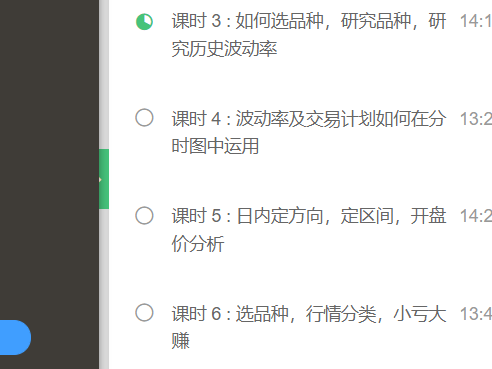 课时 3 : 如何选品种，研究品种，研 14:1
究历史波动率
课时 4 : 波动率及交易计划如何在分 13:2
时图中运用
课时 5 : 日内定方向，定区间，开盘 14:2
价分析
课时 6 : 选品种，行情分类，小亏大 13:4
赚